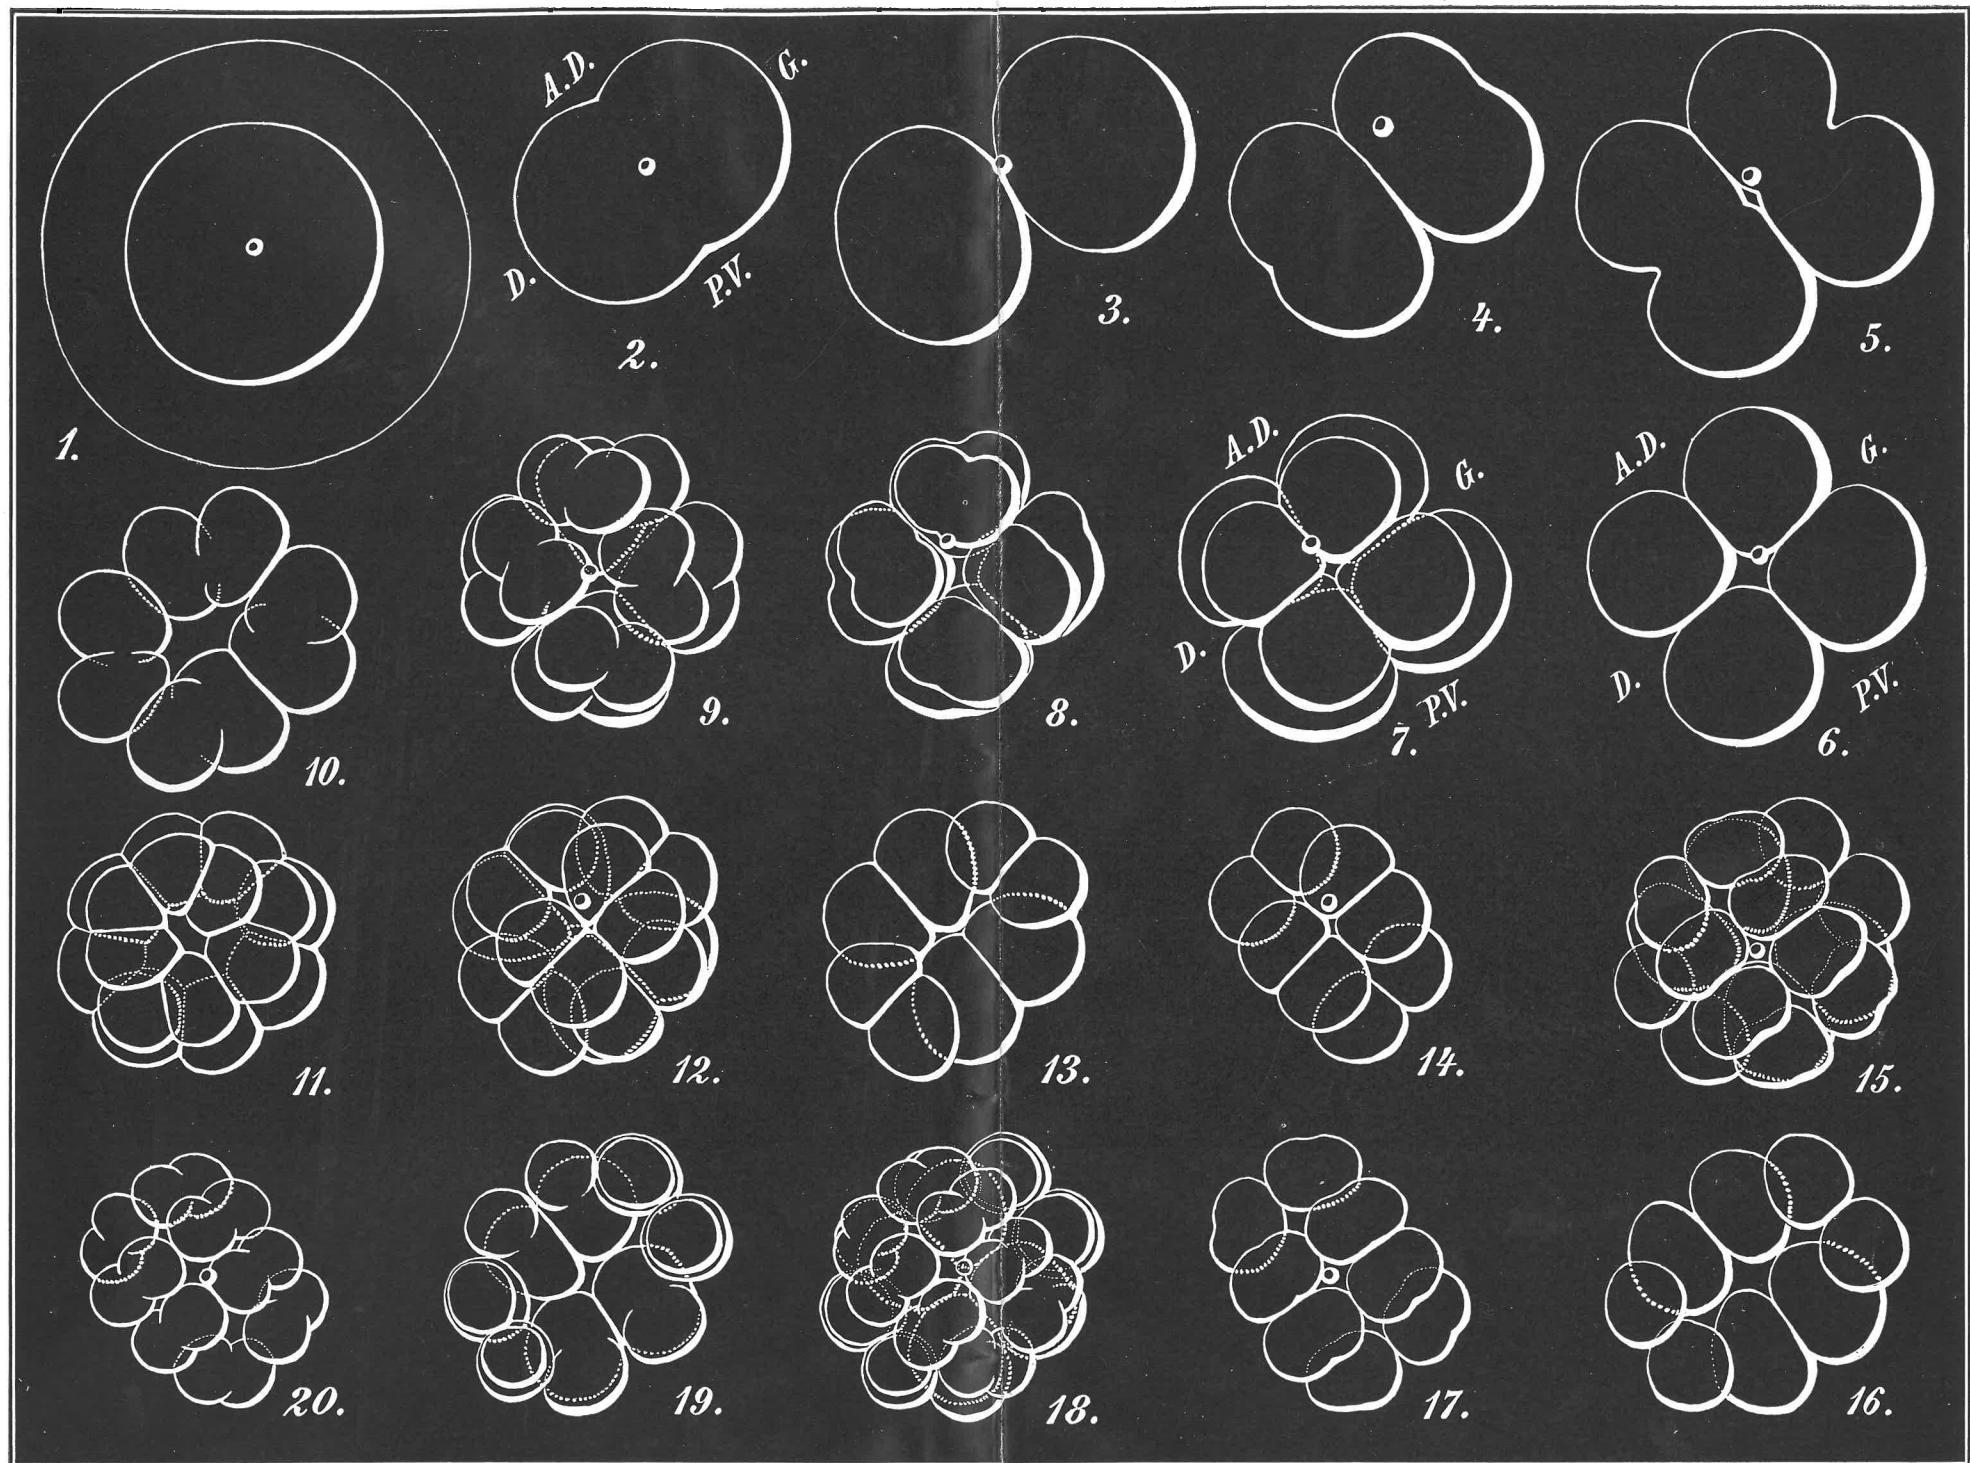 A.D. G.
D. P.V.
1. 2. 3. 4. 5.
A.D. G. A.D. G.
D. P.V. D. P.V.
10. 9. 8. 7. 6.
11. 12. 13. 14. 15.
20. 19. 18. 17. 16.